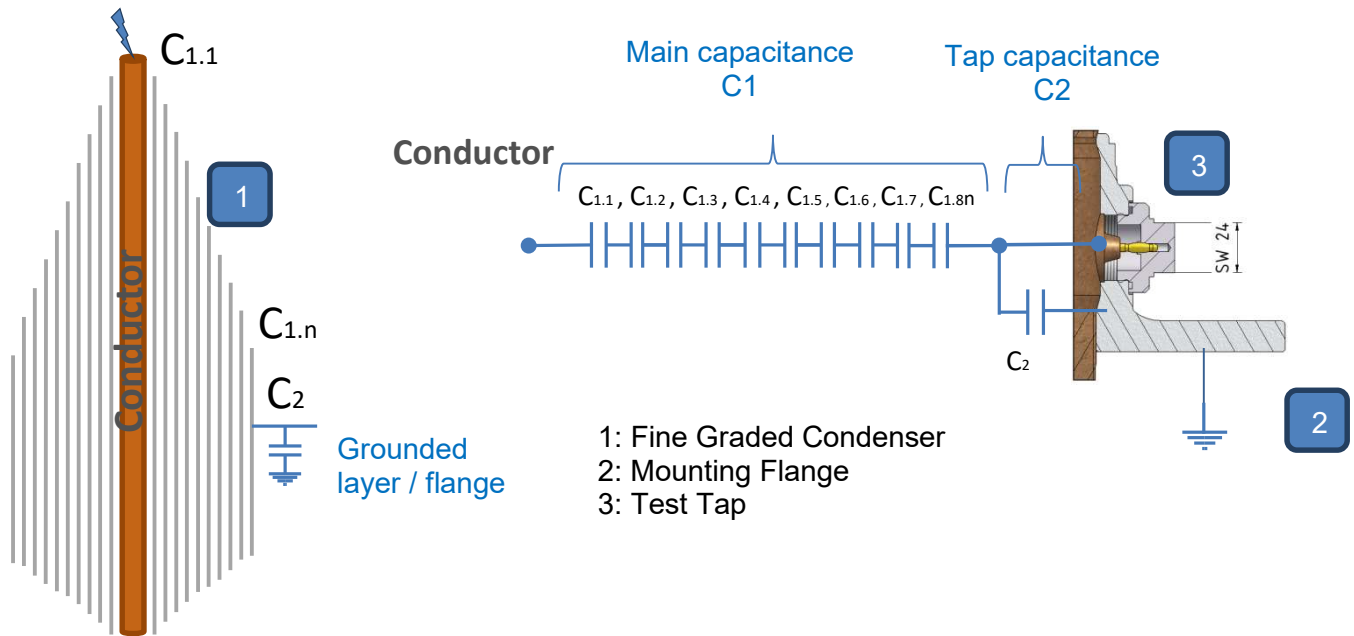 C1.1
1
Conductor
C1.n
C2
Grounded
layer / flange
Main capacitance
C1
Tap capacitance
C2
Conductor
C1.1, C1.2, C1.3, C1.4, C1.5, C1.6, C1.7, C1.8n
C2
3
SW 24
2
1: Fine Graded Condenser
2: Mounting Flange
3: Test Tap